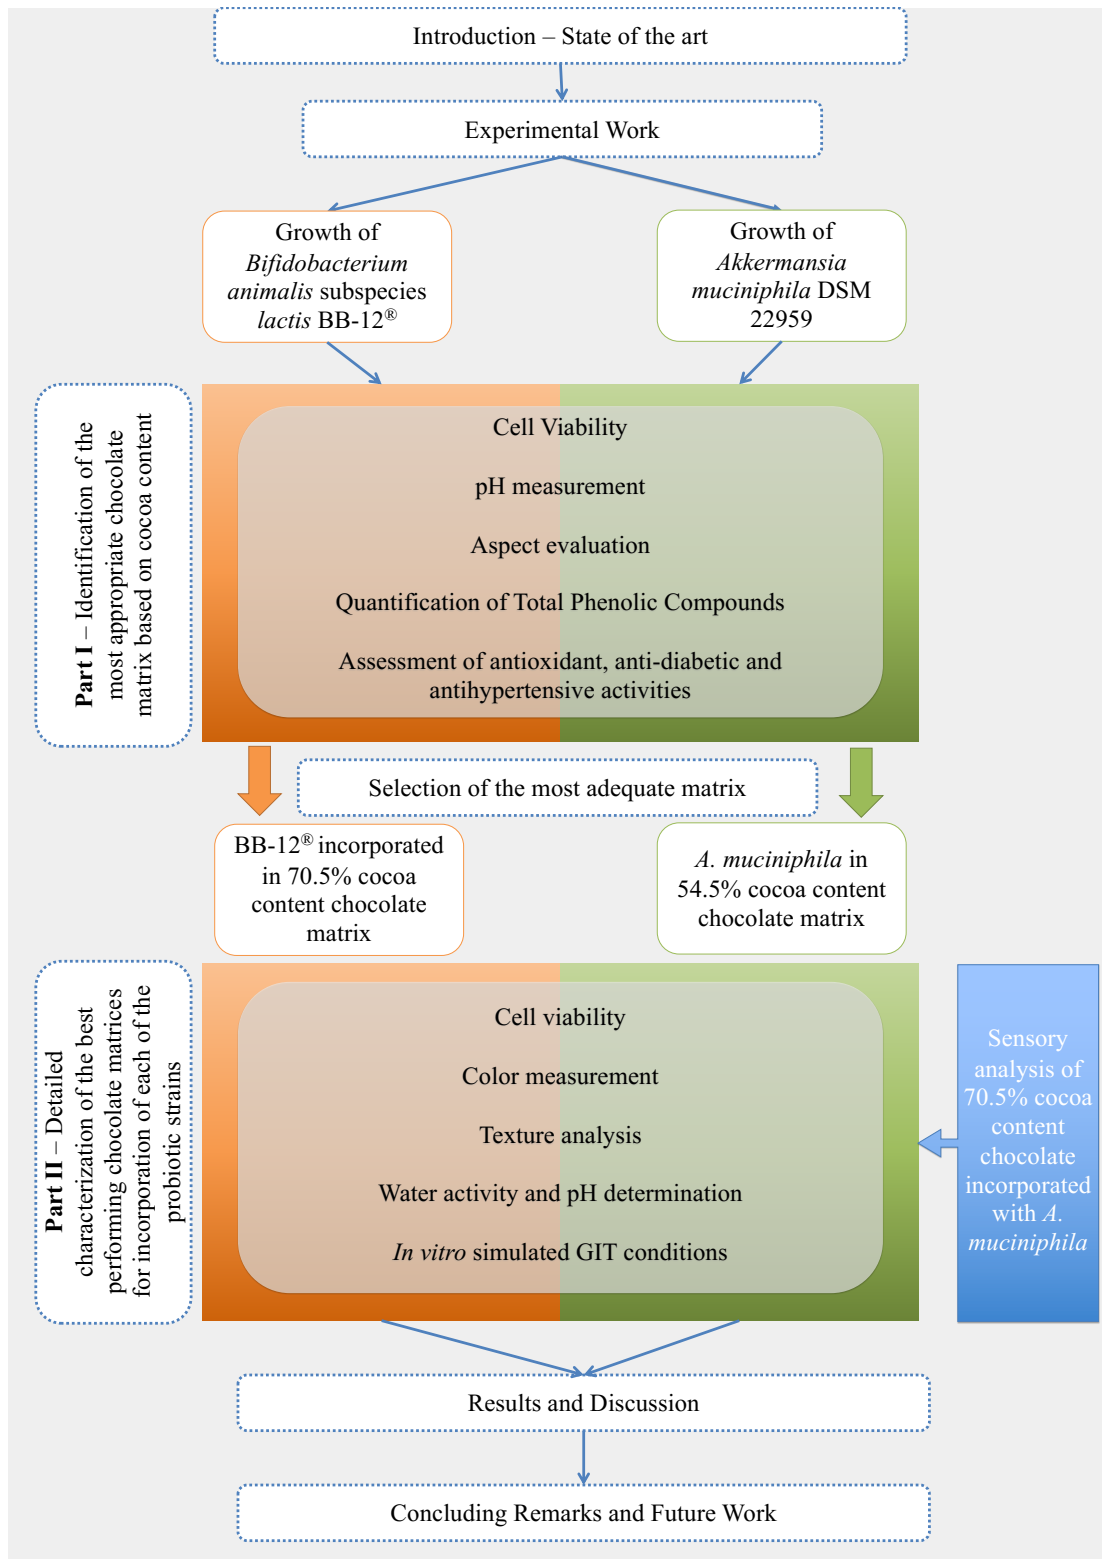 Introduction – State of the art
Experimental Work
Growth of
Bifidobacterium
animalis subspecies
lactis BB-12®
Growth of
Akkermansia
muciniphila DSM
22959
Part I – Identification of the
most appropriate chocolate
matrix based on cocoa content
Cell Viability
pH measurement
Aspect evaluation
Quantification of Total Phenolic Compounds
Assessment of antioxidant, anti-diabetic and
antihypertensive activities
Selection of the most adequate matrix
BB-12® incorporated
in 70.5% cocoa
content chocolate
matrix
A. muciniphila in
54.5% cocoa content
chocolate matrix
Part II – Detailed
characterization of the best
performing chocolate matrices
for incorporation of each of the
probiotic strains
Cell viability
Color measurement
Texture analysis
Water activity and pH determination
In vitro simulated GIT conditions
Sensory
analysis of
70.5% cocoa
content
chocolate
incorporated
with A.
muciniphila
Results and Discussion
Concluding Remarks and Future Work